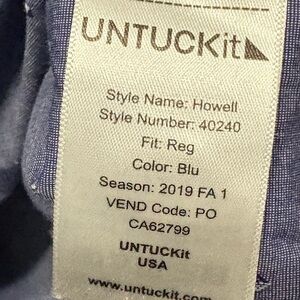 UNTUCKit
Style Name: Howell
Style Number: 40240
Fit: Reg
Color: Blu
Season: 2019 FA 1
VEND Code: PO
CA62799
UNTUCKit
USA
www.untuckit.com